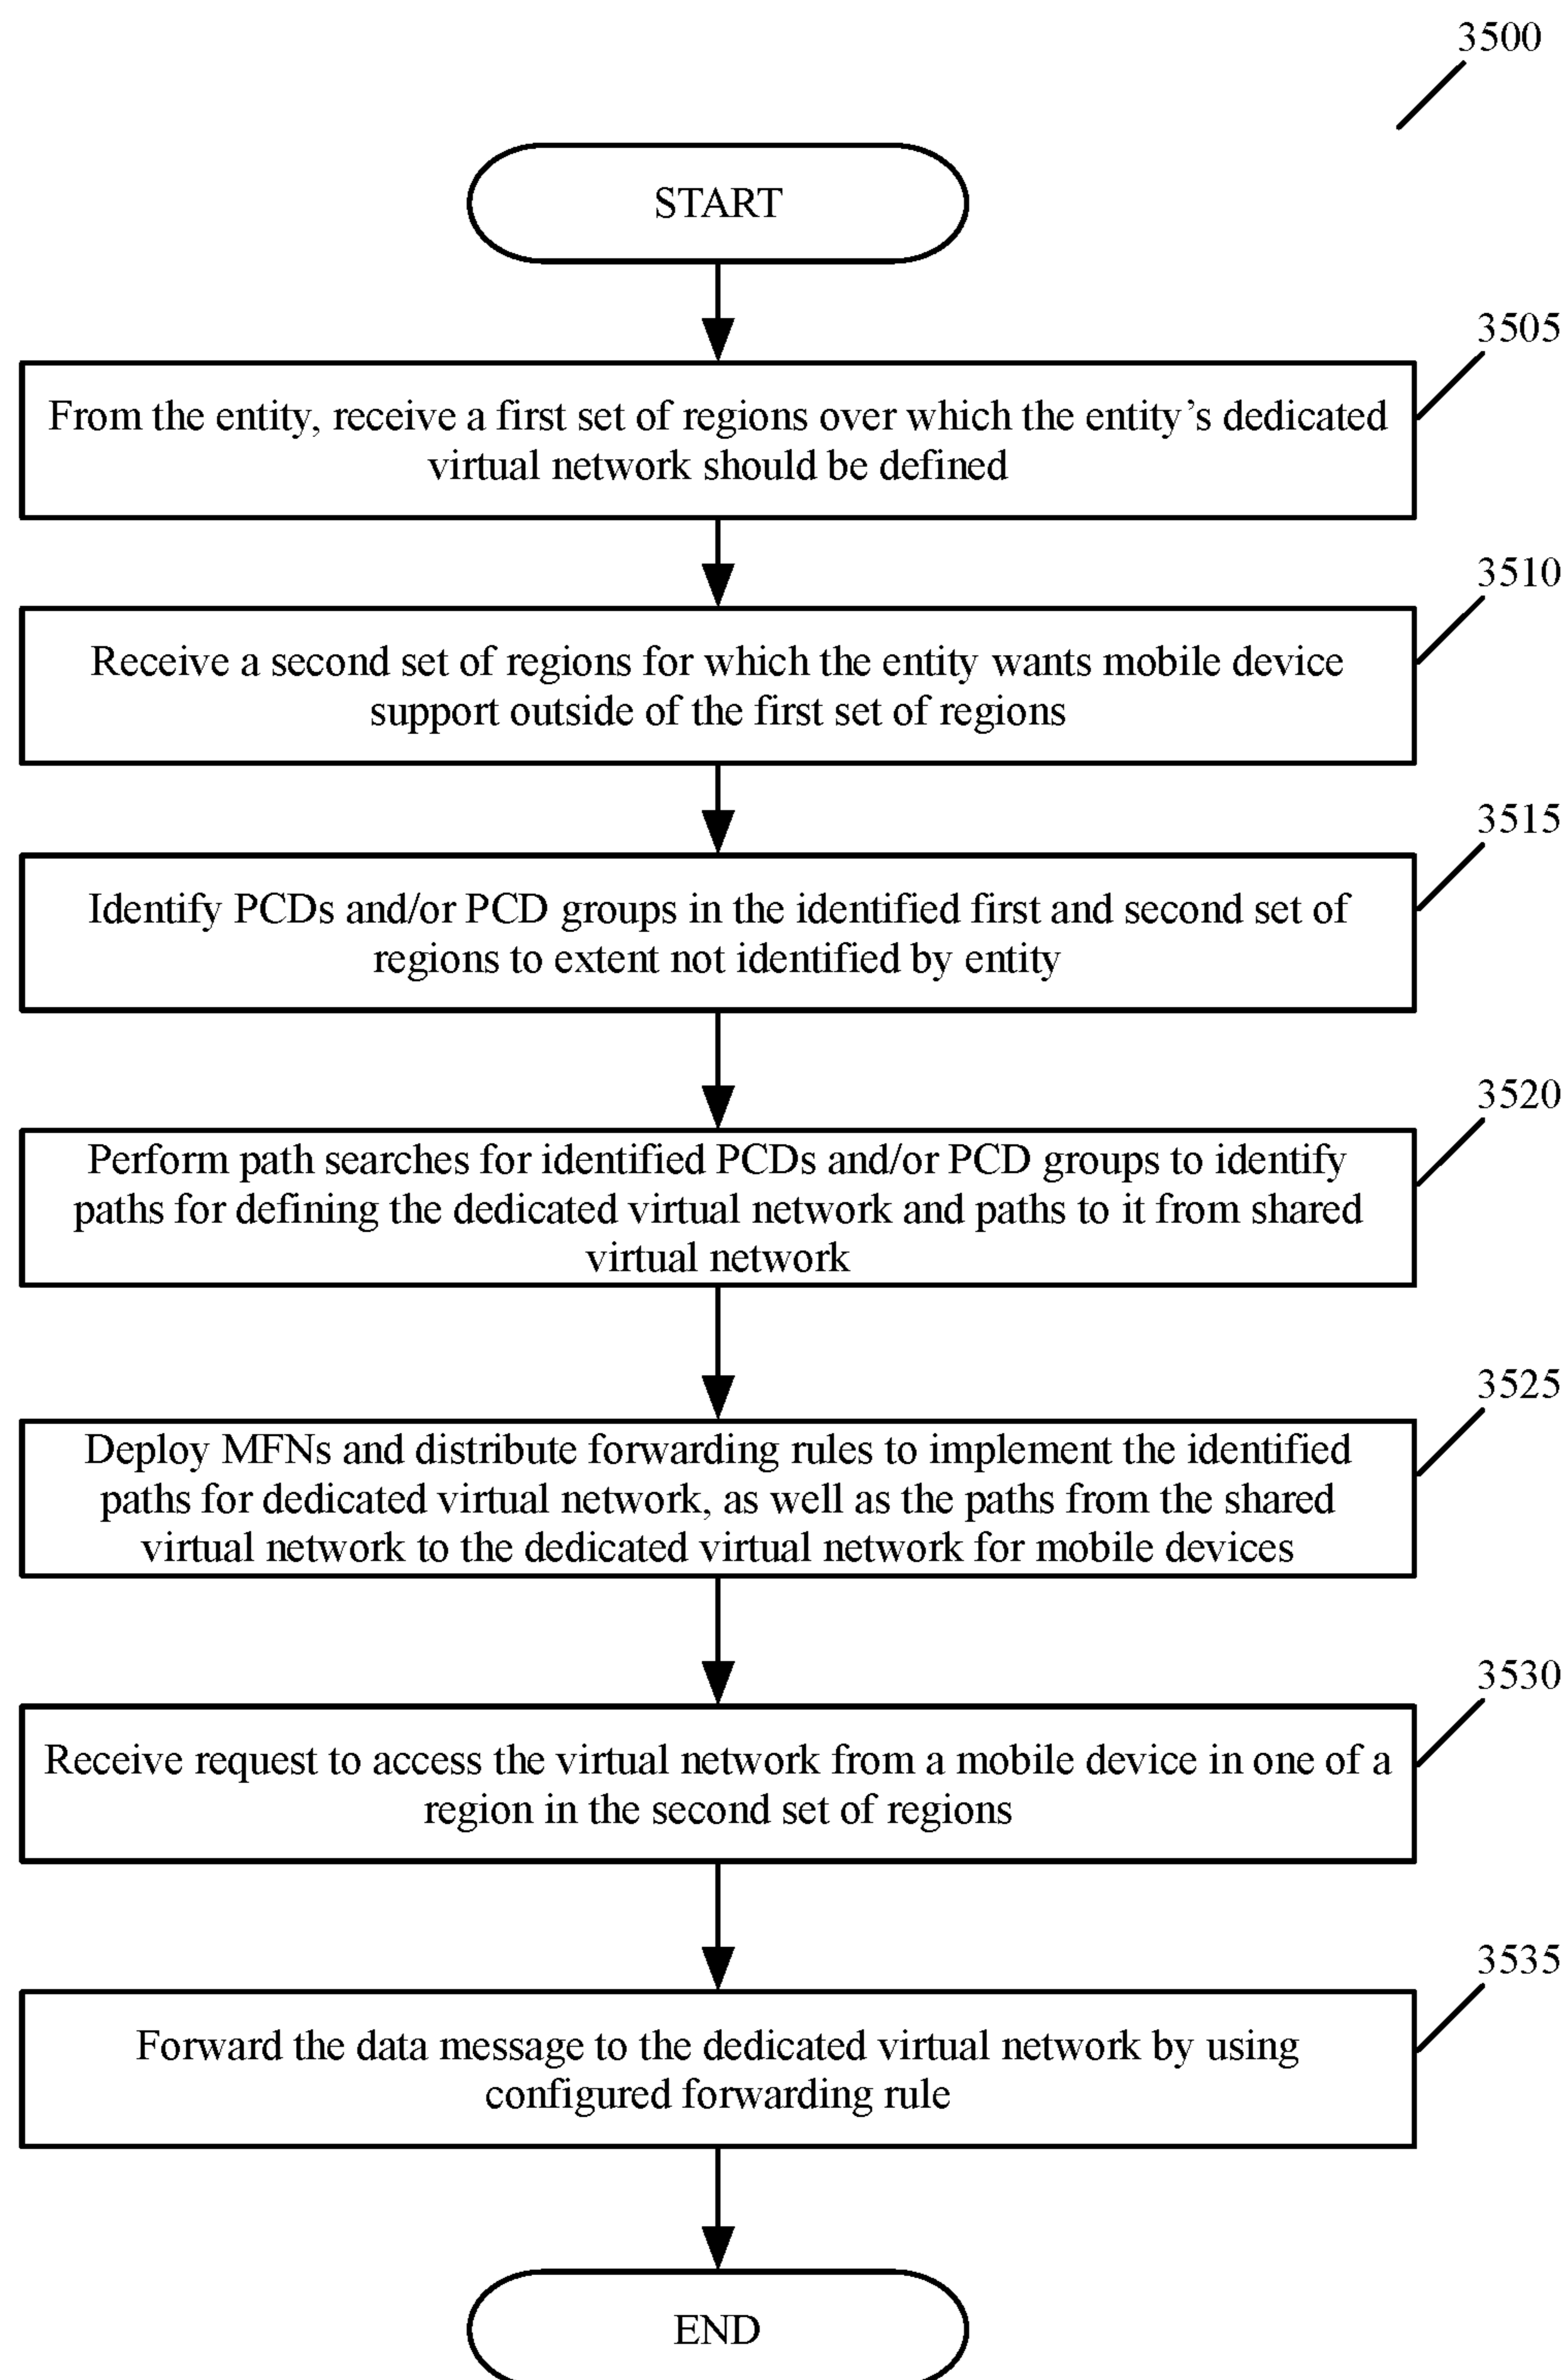 3500
START
3505
From the entity, receive a first set of regions over which the entity’s dedicated
virtual network should be defined
3510
Receive a second set of regions for which the entity wants mobile device
support outside of the first set of regions
3515
Identify PCDs and/or PCD groups in the identified first and second set of
regions to extent not identified by entity
3520
Perform path searches for identified PCDs and/or PCD groups to identify
paths for defining the dedicated virtual network and paths to it from shared
virtual network
3525
Deploy MFNs and distribute forwarding rules to implement the identified
paths for dedicated virtual network, as well as the paths from the shared
virtual network to the dedicated virtual network for mobile devices
3530
Receive request to access the virtual network from a mobile device in one of a
region in the second set of regions
3535
Forward the data message to the dedicated virtual network by using
configured forwarding rule
END